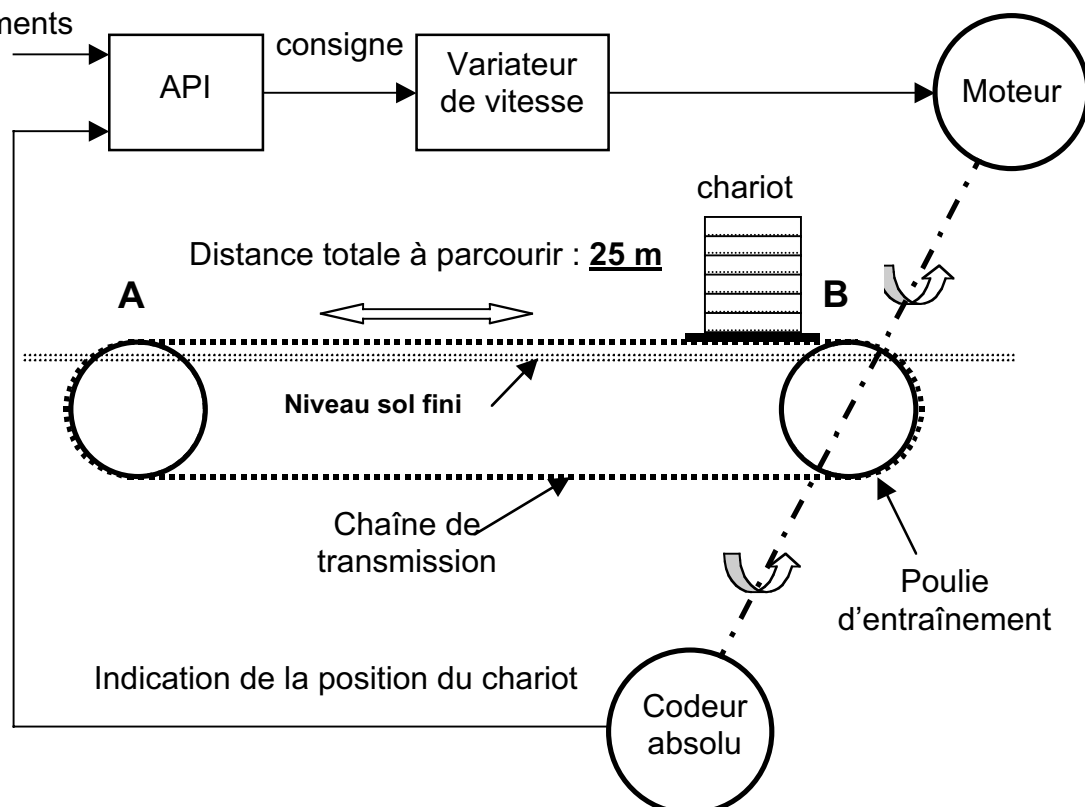 ments
API
consigne
Variateur
de vitesse
Moteur
chariot
Distance totale à parcourir : 25 m
A
B
Niveau sol fini
Chaîne de
transmission
Poulie
d'entraînement
Indication de la position du chariot
Codeur
absolu